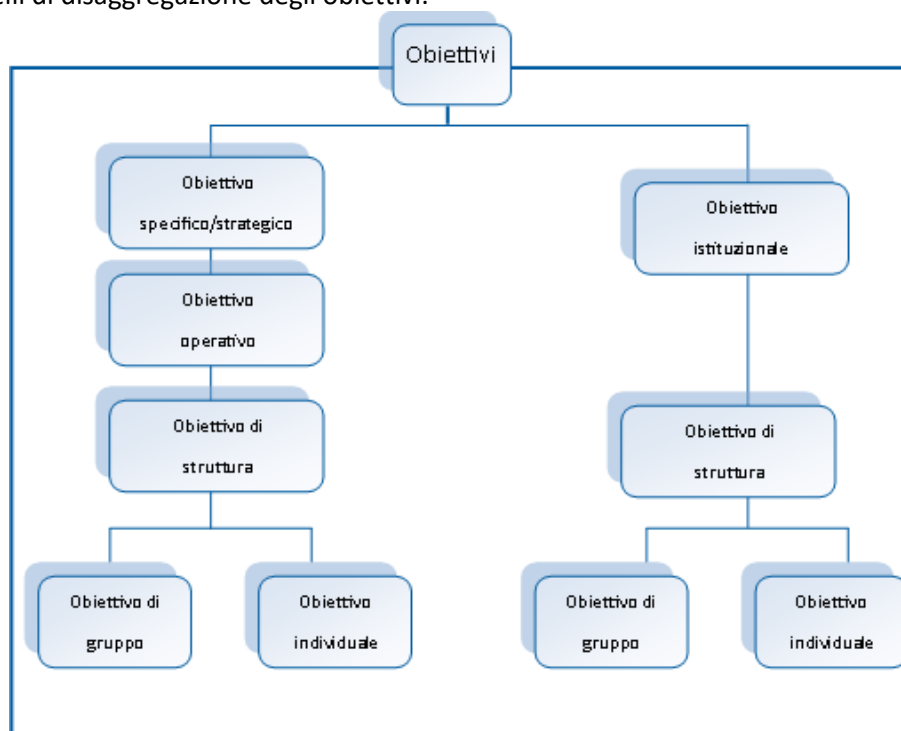 di disaggregazione degli obiettivi.
Obiettivi
Obiettivo
specifico/strategico
Obiettivo
istituzionale
Obiettivo
operativo
Obiettivo di
struttura
Obiettivo di
struttura
Obiettivo di
gruppo
Obiettivo
individuale
Obiettivo di
gruppo
Obiettivo
individuale